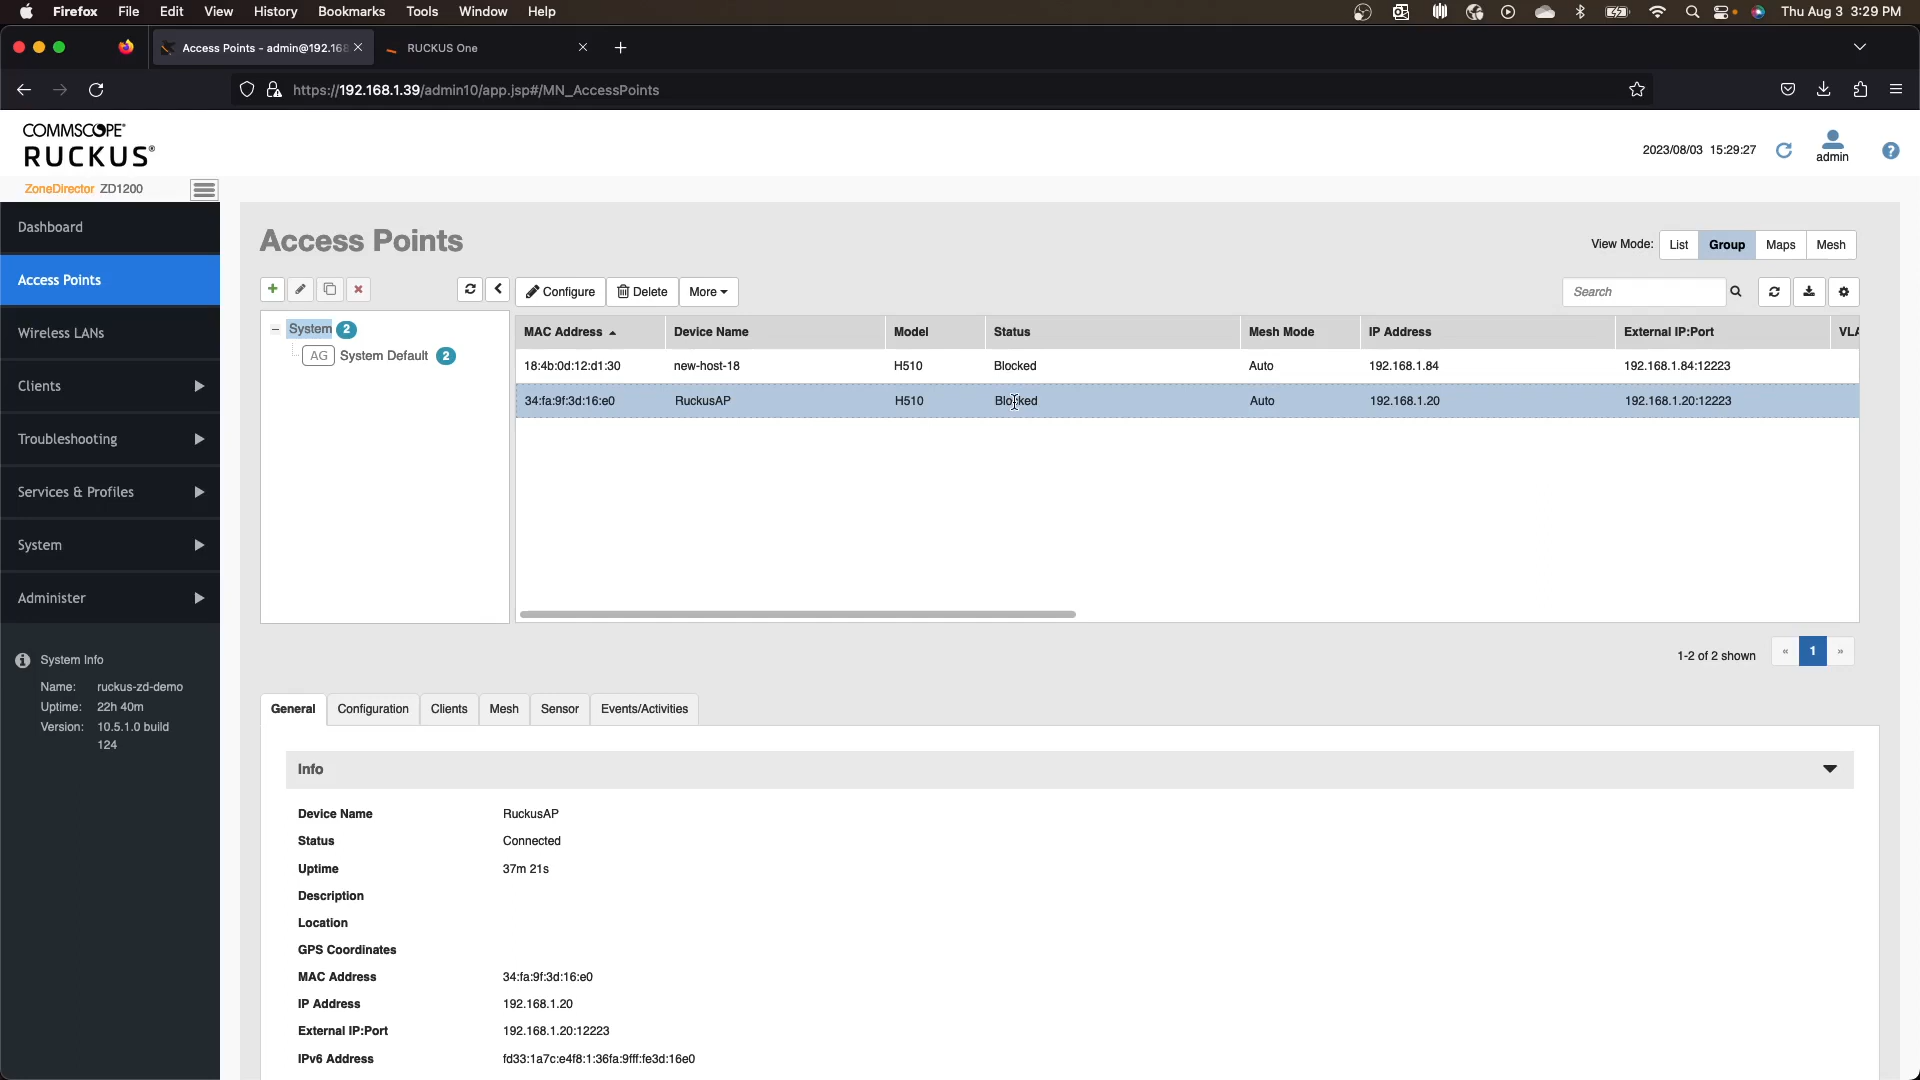 Firefox File Edit View History Bookmarks Tools Window Help Thu Aug 3 3:29 PM
Access Points - admin@192.168 RUCKUS One
https://192.168.1.39/admin10/app.jsp#/MN_AccessPoints
COMMSCOPE®
RUCKUS®
2023/08/03 15:29:27 admin ?
ZoneDirector ZD1200
Dashboard
Access Points
Wireless LANs
Clients
Troubleshooting
Services & Profiles
System
Administer
System Info
Name: ruckus-zd-demo
Uptime: 22h 40m
Version: 10.5.1.0 build
124
Access Points
View Mode: List Group Maps Mesh
Configure Delete More Search
System 2
AG System Default 2
MAC Address Device Name Model Status Mesh Mode IP Address External IP:Port VLA
18:4b:0d:12:d1:30 new-host-18 H510 Blocked Auto 192.168.1.84 192.168.1.84:12223
34:fa:9f:3d:16:e0 RuckusAP H510 Blocked Auto 192.168.1.20 192.168.1.20:12223
1-2 of 2 shown « 1 »
General Configuration Clients Mesh Sensor Events/Activities
Info
Device Name RuckusAP
Status Connected
Uptime 37m 21s
Description
Location
GPS Coordinates
MAC Address 34:fa:9f:3d:16:e0
IP Address 192.168.1.20
External IP:Port 192.168.1.20:12223
IPv6 Address fd33:1a7c:e4f8:1:36fa:9fff:fe3d:16e0